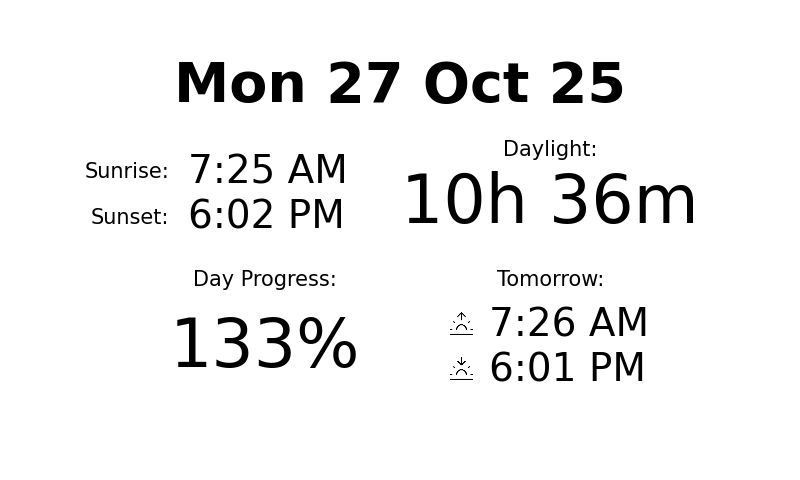 Mon 27 Oct 25
Sunrise: 7:25 AM
Sunset: 6:02 PM
Daylight:
10h 36m
Day Progress:
133%
Tomorrow:
7:26 AM
6:01 PM